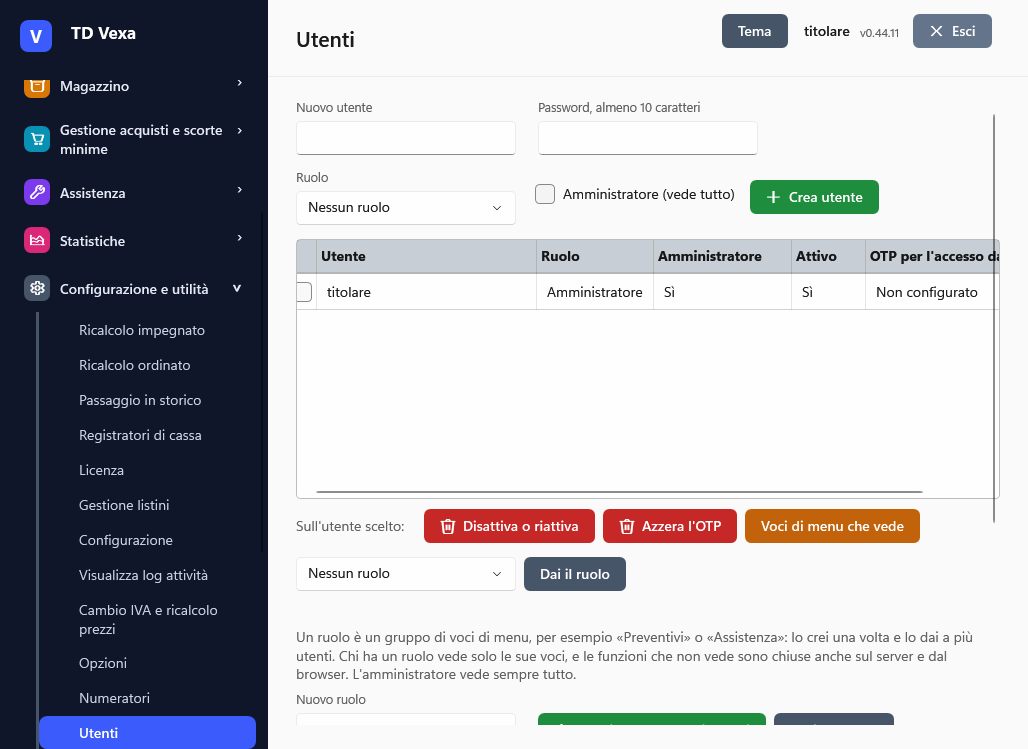 V
TD Vexa
Magazzino
Gestione acquisti e scorte
minime
Assistenza
Statistiche
Configurazione e utilità
Ricalcolo impegnato
Ricalcolo ordinato
Passaggio in storico
Registratori di cassa
Licenza
Gestione listini
Configurazione
Visualizza log attività
Cambio IVA e ricalcolo
prezzi
Opzioni
Numeratori
Utenti
Utenti
Tema
titolare
v0.44.11
Esci
Nuovo utente
Password, almeno 10 caratteri
Ruolo
Nessun ruolo
Amministratore (vede tutto)
Crea utente
Utente Ruolo Amministratore Attivo OTP per l'accesso da
titolare Amministratore Sì Sì Non configurato
Sull'utente scelto:
Disattiva o riattiva
Azzera l'OTP
Voci di menu che vede
Nessun ruolo
Dai il ruolo
Un ruolo è un gruppo di voci di menu, per esempio «Preventivi» o «Assistenza»: lo crei una volta e lo dai a più
utenti. Chi ha un ruolo vede solo le sue voci, e le funzioni che non vede sono chiuse anche sul server e dal
browser. L'amministratore vede sempre tutto.
Nuovo ruolo